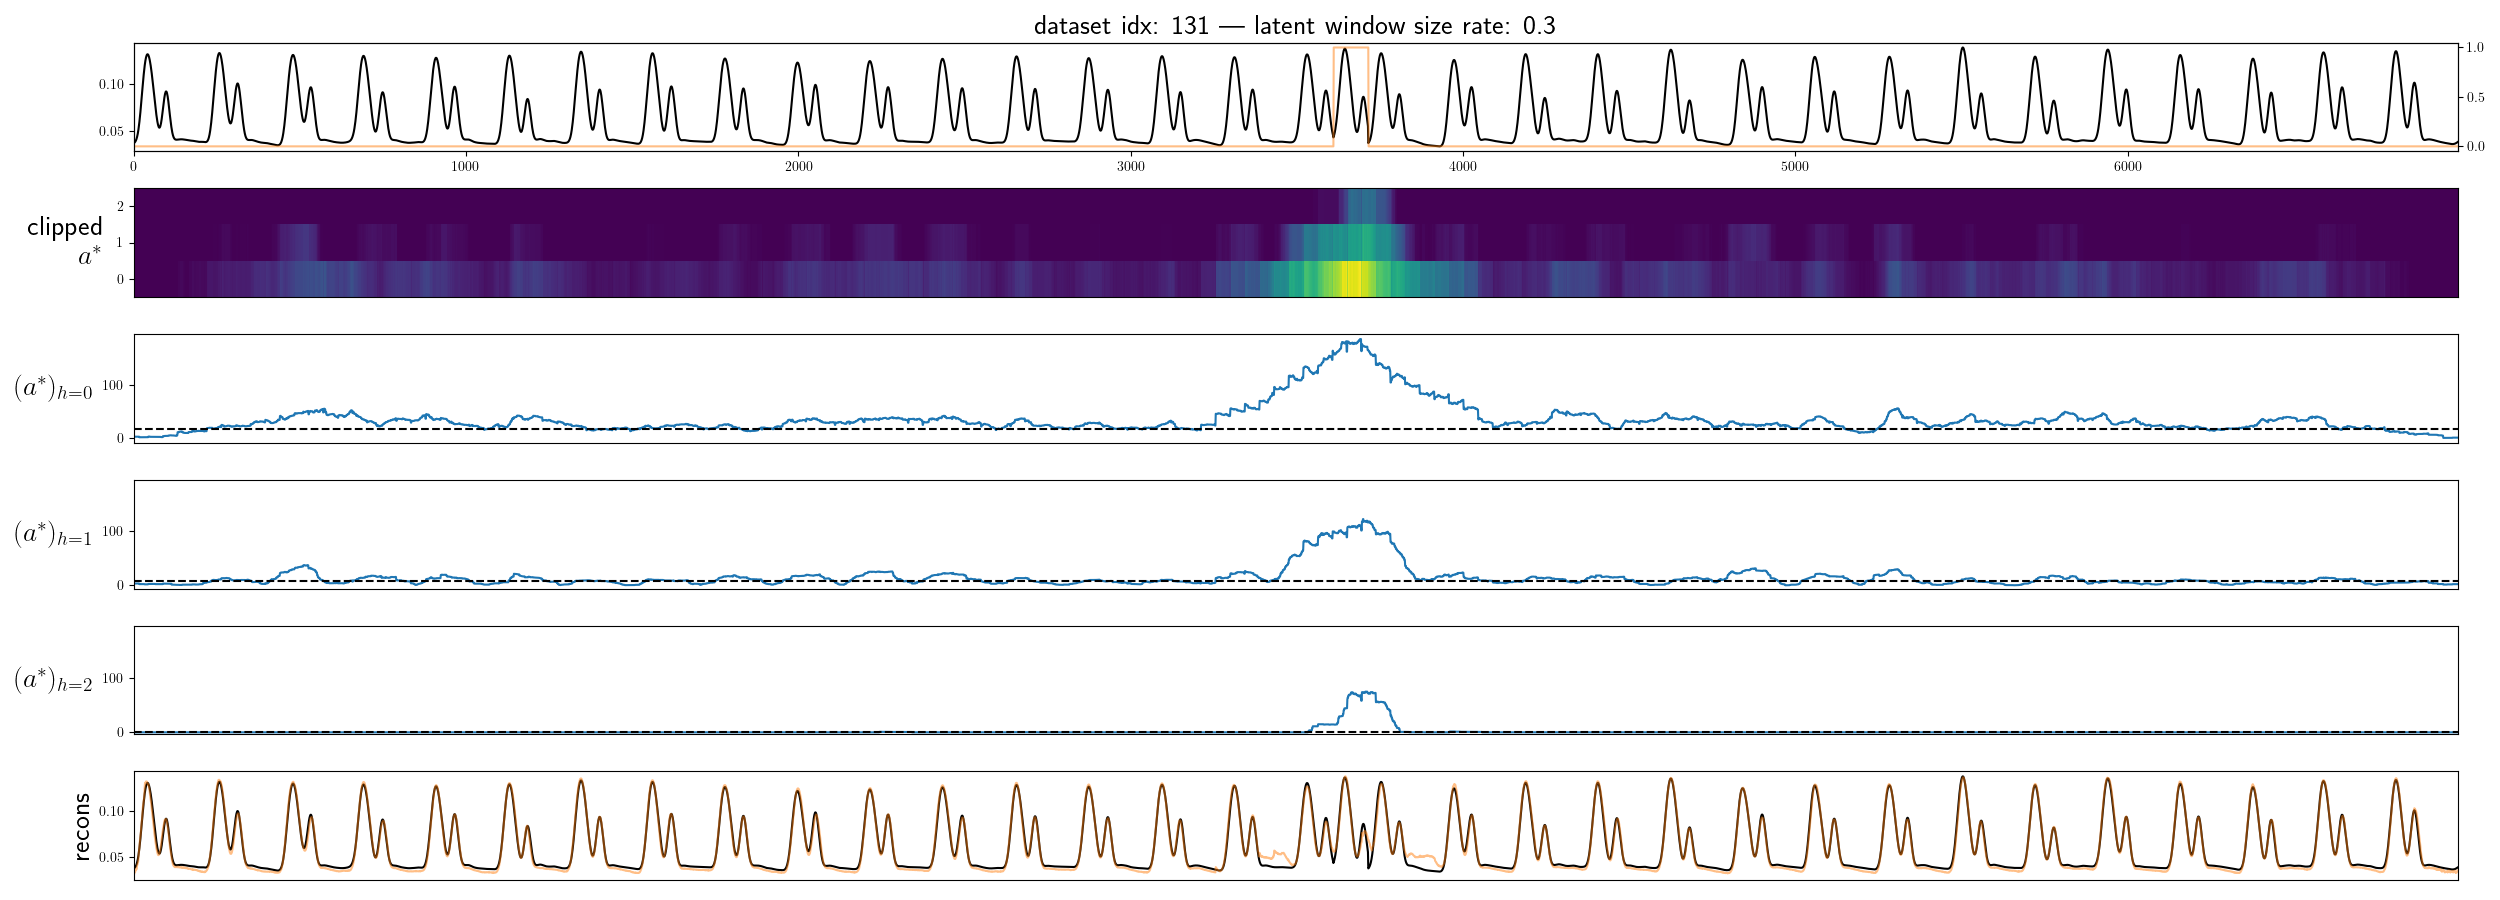 dataset idx: 131 — latent window size rate: 0.3
0.10
0.05
1.0
0.5
0.0
0 1000 2000 3000 4000 5000 6000
clipped
a*
2
1
0
(a*)h=0
100
0
(a*)h=1
100
0
(a*)h=2
100
0
recons
0.10
0.05